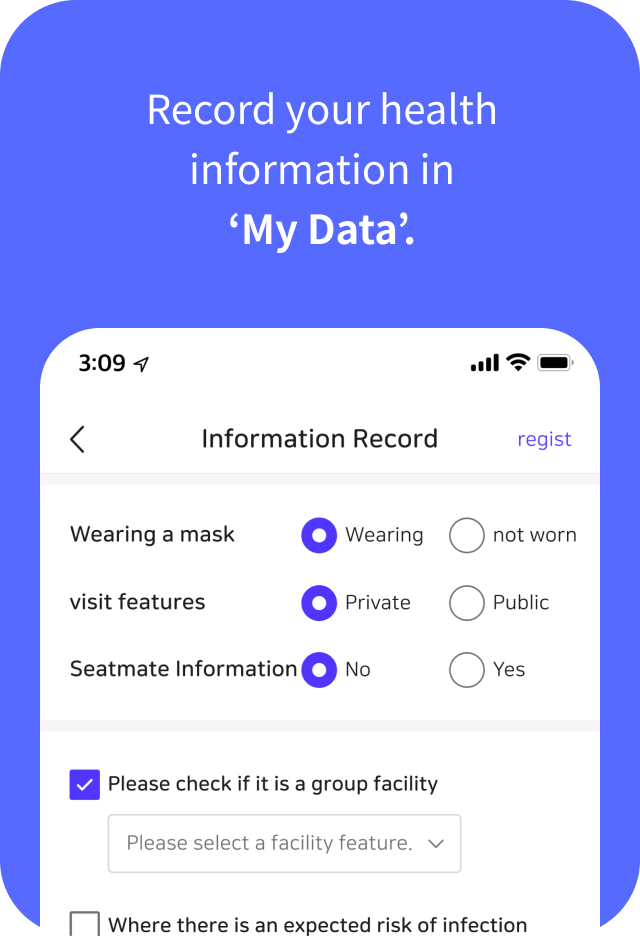 Record your health
information in
‘My Data’.
3:09
Information Record
regist
Wearing a mask Wearing not worn
visit features Private Public
Seatmate Information No Yes
Please check if it is a group facility
Please select a facility feature.
Where there is an expected risk of infection